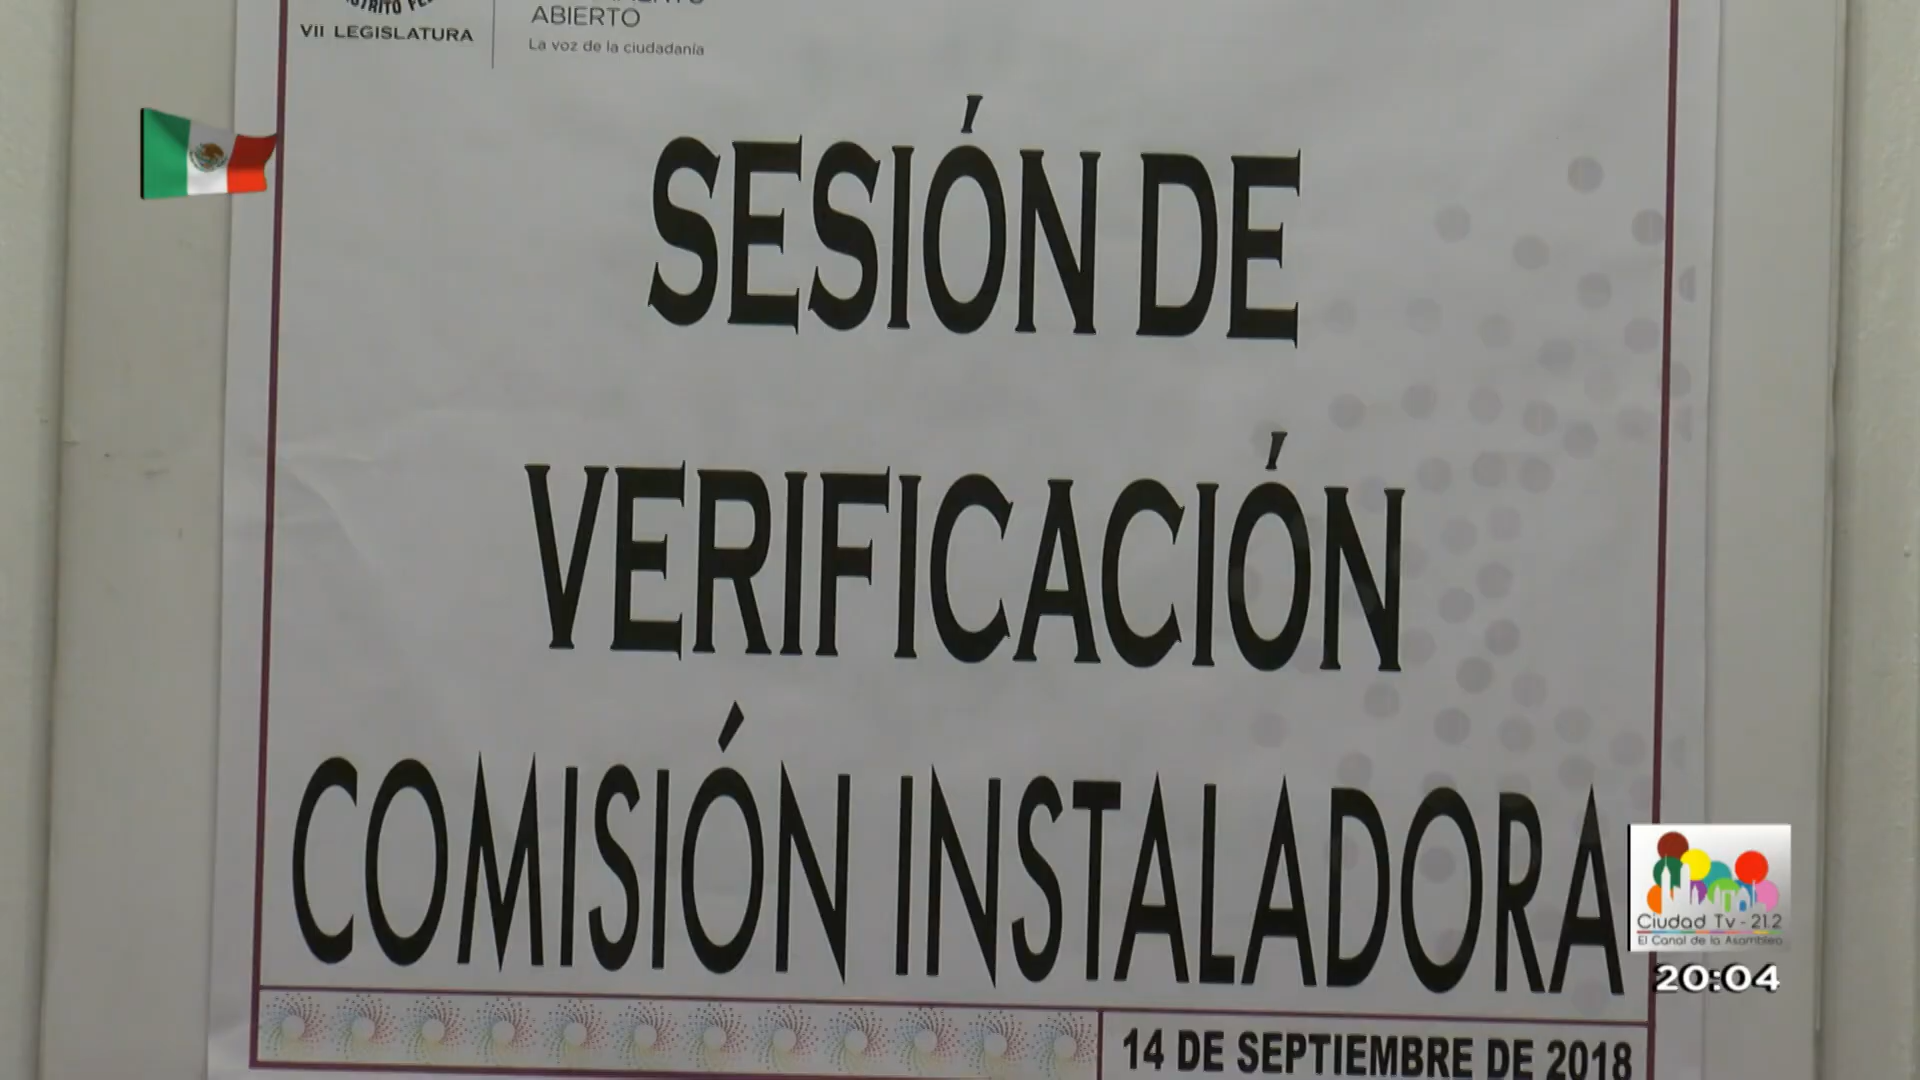 VII LEGISLATURA
ABIERTO
La voz de la ciudadanía
SESIÓN DE
VERIFICACIÓN
COMISIÓN INSTALADORA
14 DE SEPTIEMBRE DE 2018
Ciudad Tv - 21.2
El Canal de la Asamblea
20:04